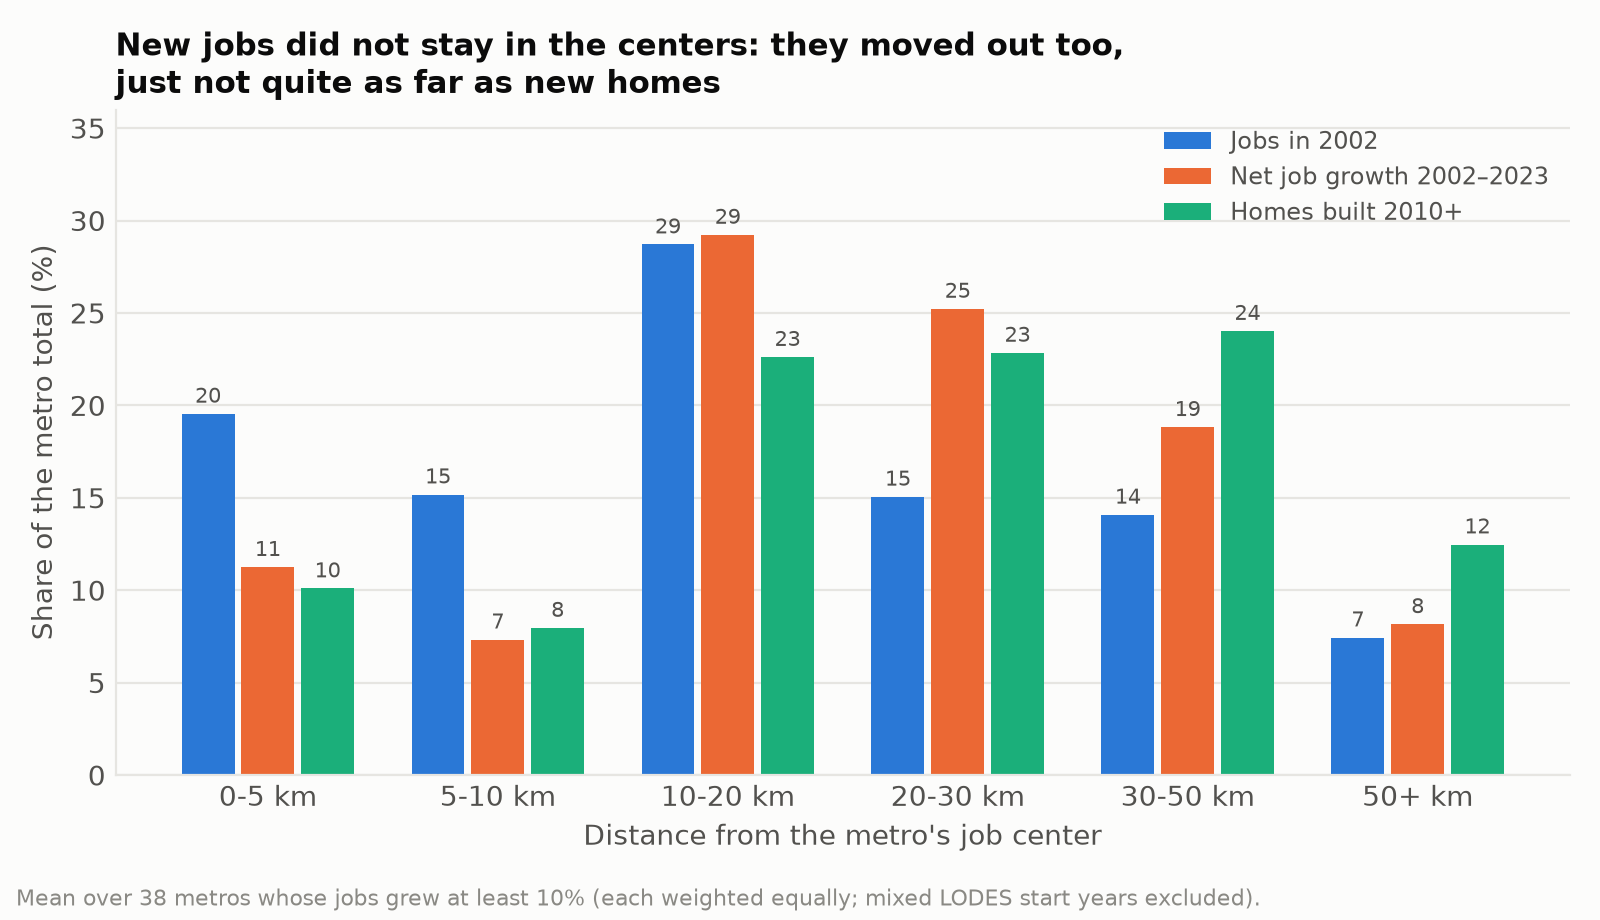 New jobs did not stay in the centers: they moved out too,
just not quite as far as new homes
Jobs in 2002
Net job growth 2002–2023
Homes built 2010+
Share of the metro total (%)
35
30
25
20
15
10
5
0
20
11
10
15
7
8
29
29
23
15
25
23
14
19
24
7
8
12
0-5 km
5-10 km
10-20 km
20-30 km
30-50 km
50+ km
Distance from the metro's job center
Mean over 38 metros whose jobs grew at least 10% (each weighted equally; mixed LODES start years excluded).